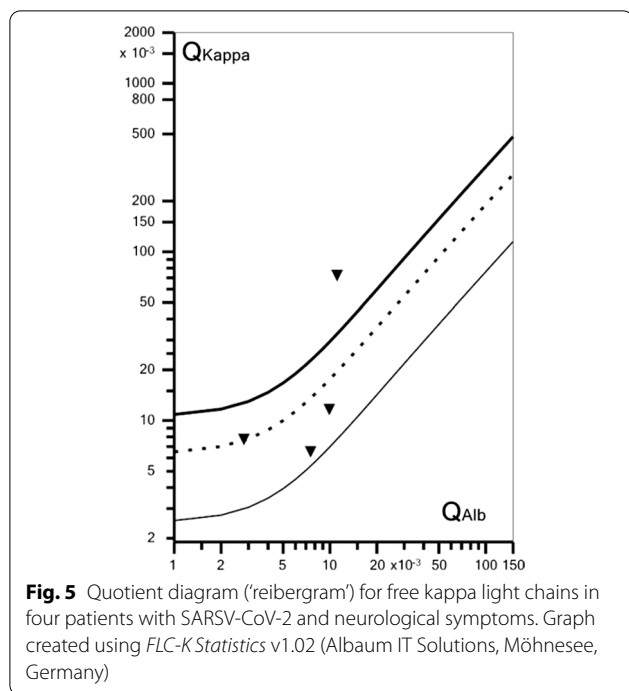 2000
x 10-3
QKappa
1000
800
500
200
150
100
50
20
10
5
2
QAlb
1 2 5 10 20 x10-3 50 100 150
Fig. 5 Quotient diagram (‘reibergram’) for free kappa light chains in
four patients with SARSV-CoV-2 and neurological symptoms. Graph
created using FLC-K Statistics v1.02 (Albaum IT Solutions, Möhnesee,
Germany)